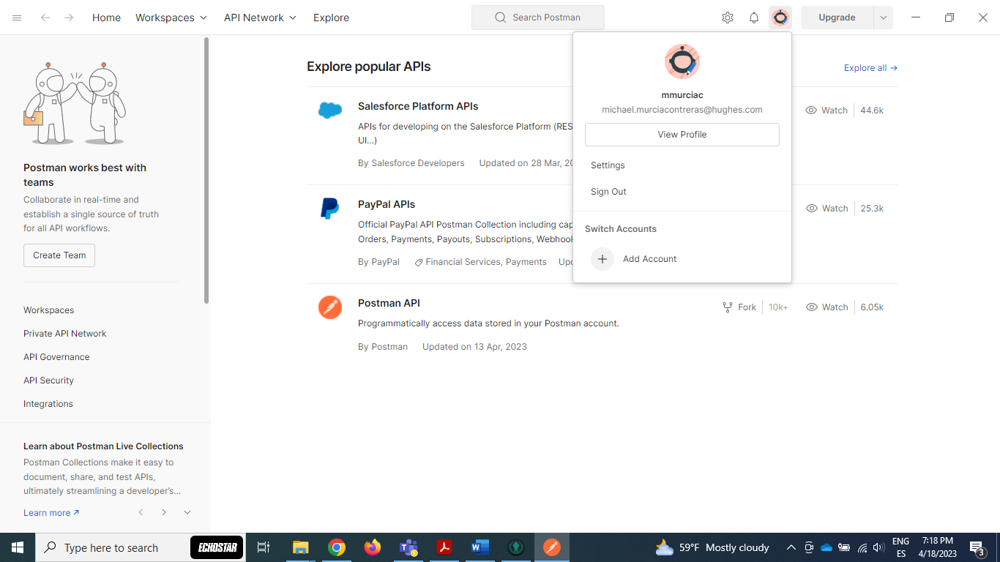 Home
Workspaces
API Network
Explore
Search Postman
Upgrade
Postman works best with
teams
Collaborate in real-time and
establish a single source of truth
for all API workflows.
Create Team
Workspaces
Private API Network
API Governance
API Security
Integrations
Learn about Postman Live Collections
Postman Collections make it easy to
document, share, and test APIs,
ultimately streamlining a developer's...
Learn more
Explore popular APIs
Explore all →
Salesforce Platform APIs
APIs for developing on the Salesforce Platform (RES
UI...)
By Salesforce Developers Updated on 28 Mar, 20
Watch 44.6k
PayPal APIs
Official PayPal API Postman Collection including cap
Orders, Payments, Payouts, Subscriptions, Webhook
By PayPal Financial Services, Payments Upd
Watch 25.3k
Postman API
Programmatically access data stored in your Postman account.
By Postman Updated on 13 Apr, 2023
Fork 10k+ Watch 6.05k
mmurciac
michael.murciacontreras@hughes.com
View Profile
Settings
Sign Out
Switch Accounts
Add Account
Type here to search
ECHOSTAR
59°F Mostly cloudy
ENG
ES
7:18 PM
4/18/2023
3